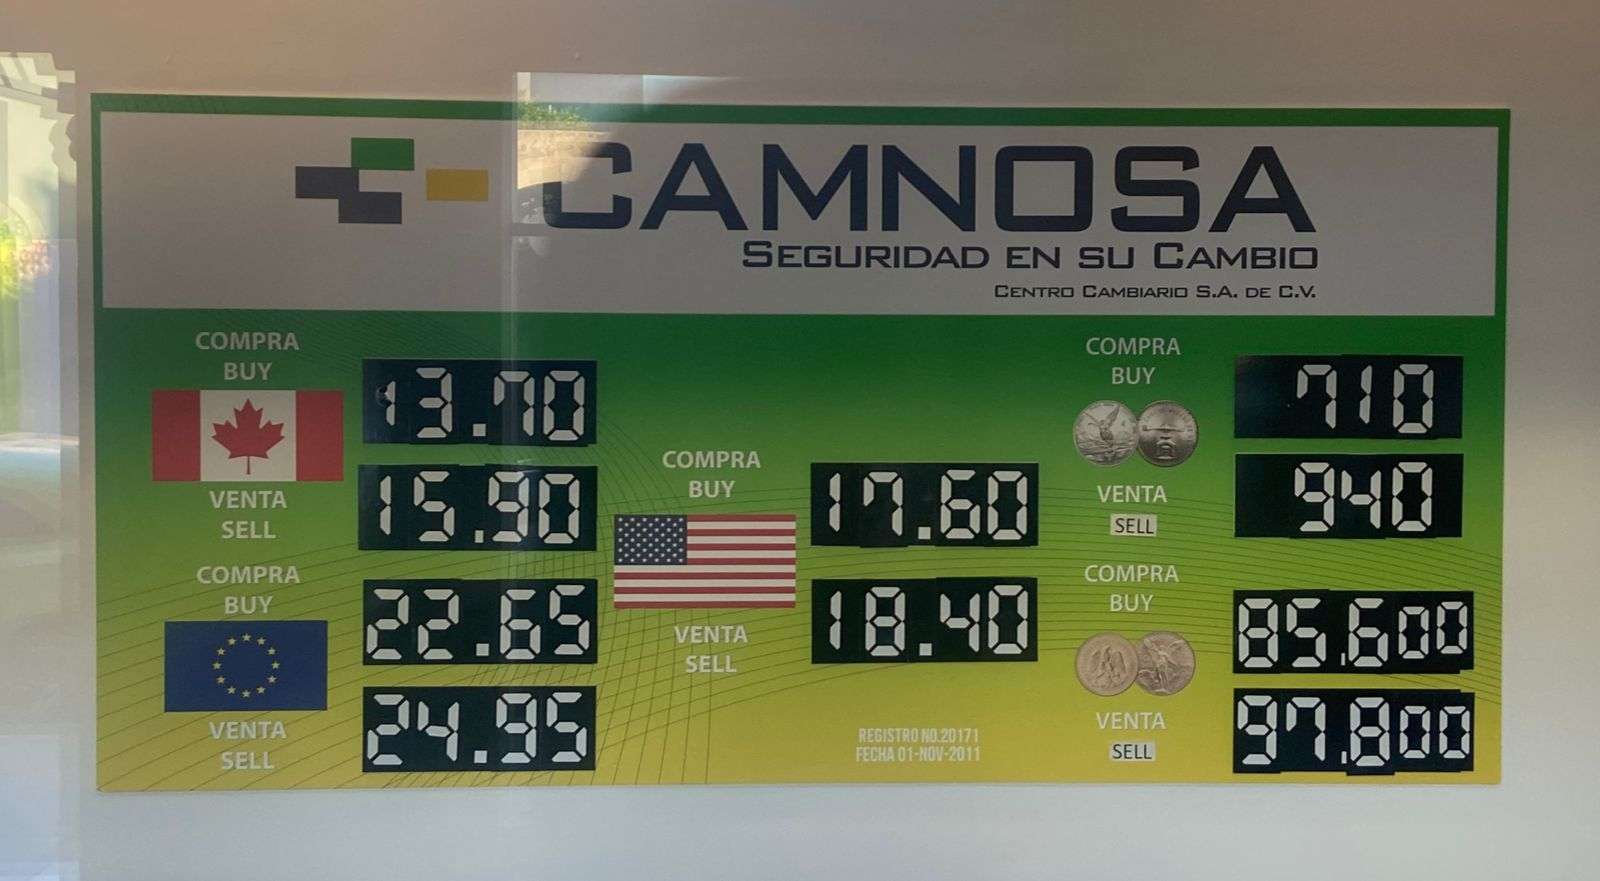 CAMNOSA
SEGURIDAD EN SU CAMBIO
CENTRO CAMBIARIO S.A. DE C.V.
COMPRA
BUY
13.70
VENTA
SELL
15.90
COMPRA
BUY
22.65
VENTA
SELL
24.95
COMPRA
BUY
17.60
VENTA
SELL
18.40
REGISTRO NO.20171
FECHA 01-NOV-2011
COMPRA
BUY
710
VENTA
SELL
940
COMPRA
BUY
85,600
VENTA
SELL
97,800